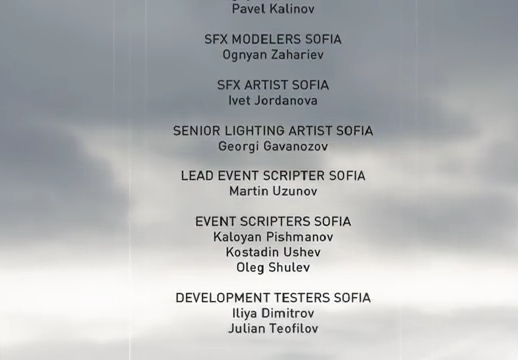 Pavel Kalinov
SFX MODELERS SOFIA
Ognyan Zahariev
SFX ARTIST SOFIA
Ivet Jordanova
SENIOR LIGHTING ARTIST SOFIA
Georgi Gavanozov
LEAD EVENT SCRIPTER SOFIA
Martin Uzunov
EVENT SCRIPTERS SOFIA
Kaloyan Pishmanov
Kostadin Ushev
Oleg Shulev
DEVELOPMENT TESTERS SOFIA
Iliya Dimitrov
Julian Teofilov